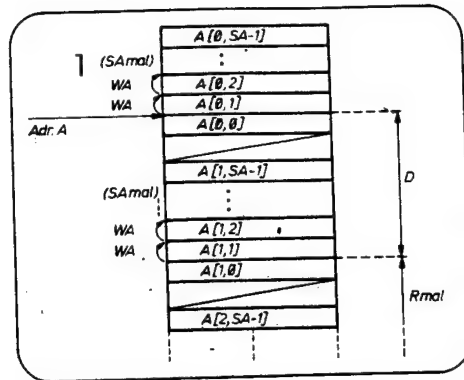 A[0,SA-1]
1 (SAmal)
WA A[0,2]
WA A[0,1]
Adr. A A[0,0]
A[1,SA-1]
D
(SAmal)
WA A[1,2]
WA A[1,1]
A[1,0]
Rmal
A[2,SA-1]